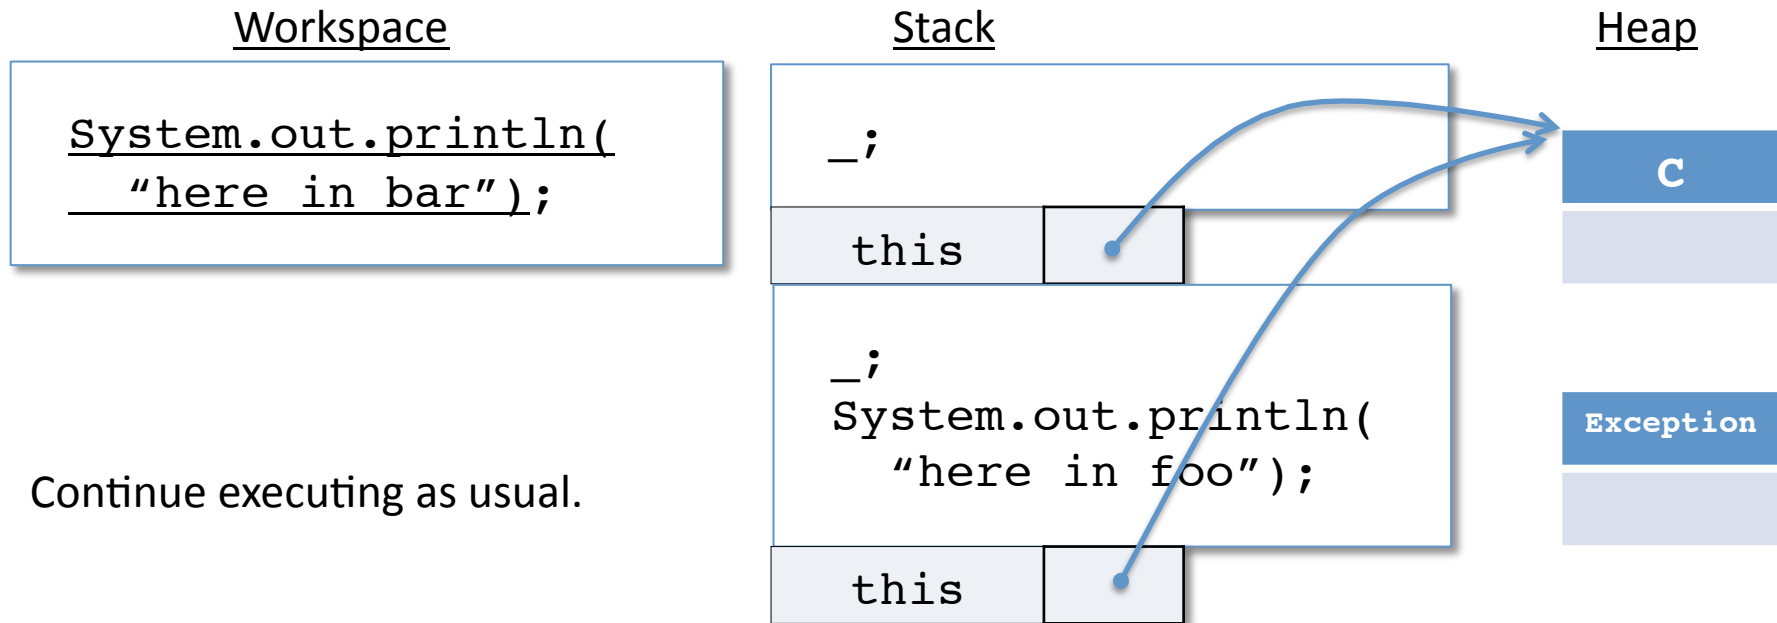 Workspace
System.out.println(
“here in bar”);
Continue executing as usual.
Stack
_;
this
_;
System.out.println(
“here in foo”);
this
Heap
C
Exception